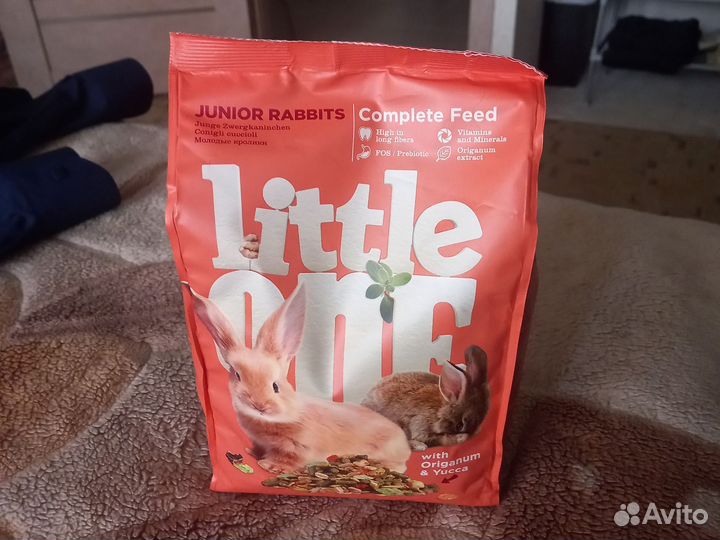 JUNIOR RABBITS
Junge Zwergkaninchen
Conigli cuccioli
Молодые кролики
Complete Feed
High in
long fibers
Vitamins
and Minerals
FOS / Prebiotic
Origanum
extract
little
one
with
Origanum
& Yucca
Avito